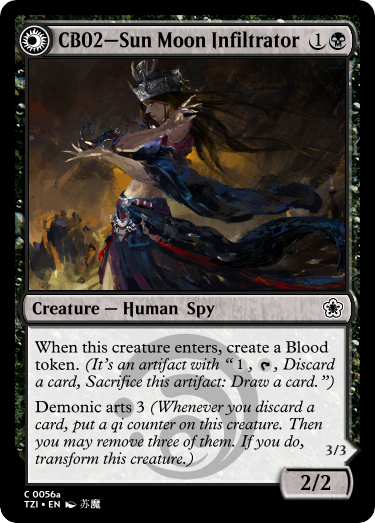 CB02—Sun Moon Infiltrator 1
Creature — Human Spy
When this creature enters, create a Blood
token. (It's an artifact with "1, , Discard
a card, Sacrifice this artifact: Draw a card.")
Demonic arts 3 (Whenever you discard a
card, put a qi counter on this creature. Then
you may remove three of them. If you do,
transform this creature.)
3/3
2/2
C 0056a
TZI • EN 苏魔